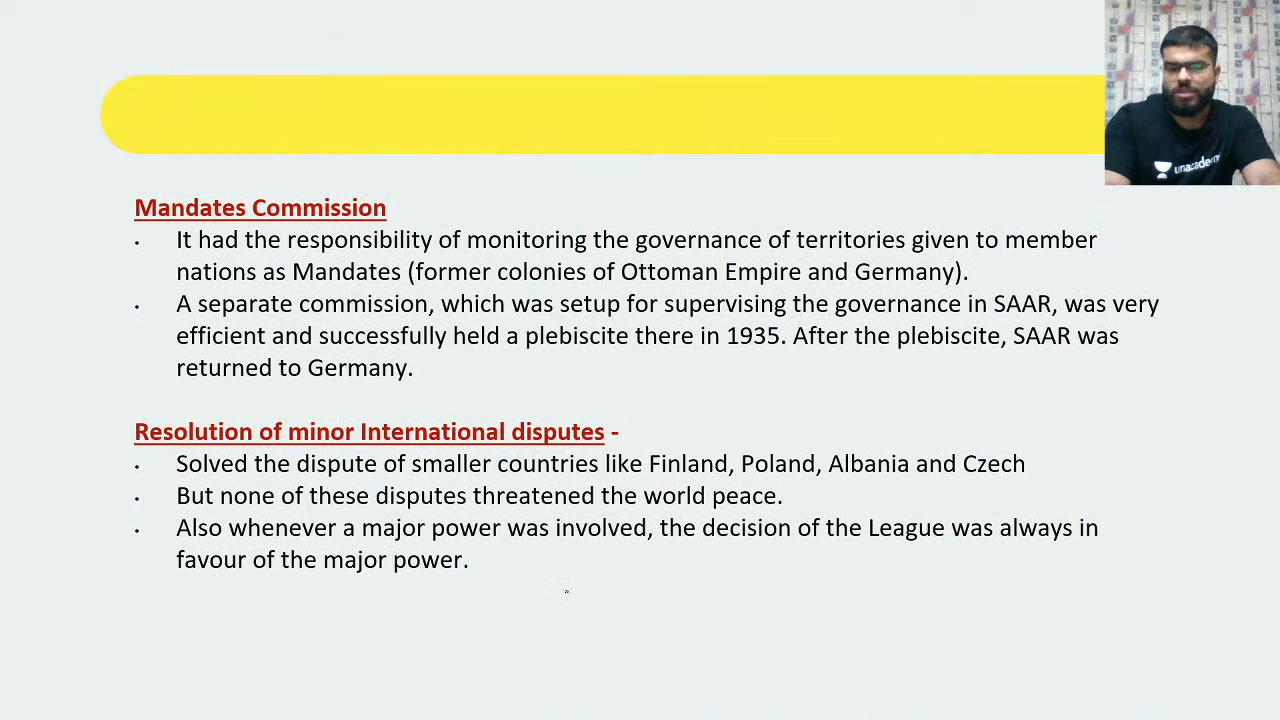 unacademy
Mandates Commission
• It had the responsibility of monitoring the governance of territories given to member
nations as Mandates (former colonies of Ottoman Empire and Germany).
• A separate commission, which was setup for supervising the governance in SAAR, was very
efficient and successfully held a plebiscite there in 1935. After the plebiscite, SAAR was
returned to Germany.
Resolution of minor International disputes -
• Solved the dispute of smaller countries like Finland, Poland, Albania and Czech
• But none of these disputes threatened the world peace.
• Also whenever a major power was involved, the decision of the League was always in
favour of the major power.